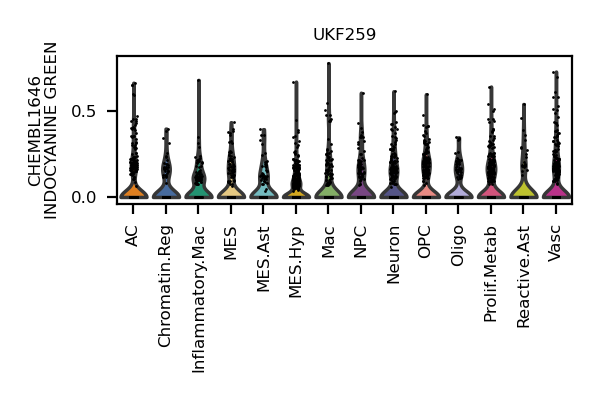 UKF259
CHEMBL1646
INDOCYANINE GREEN
0.5
0.0
AC
Chromatin.Reg
Inflammatory.Mac
MES
MES.Ast
MES.Hyp
Mac
NPC
Neuron
OPC
Oligo
Prolif.Metab
Reactive.Ast
Vasc